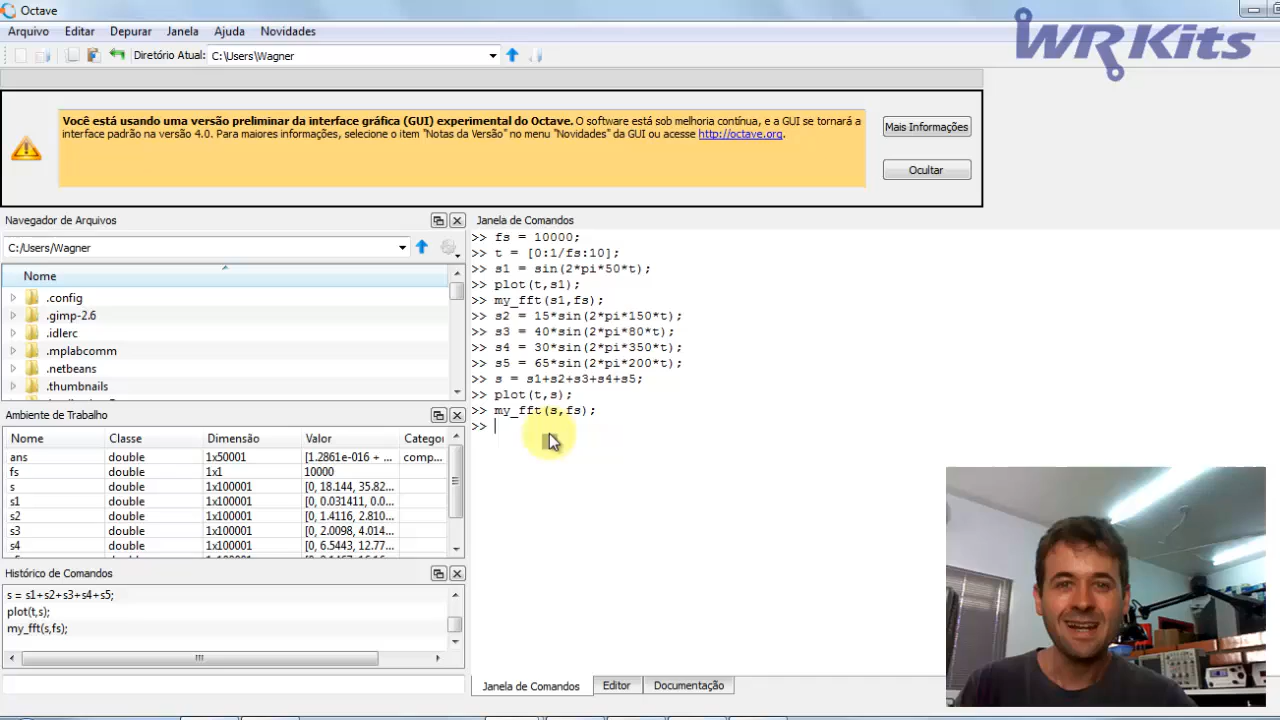 Octave
WR Kits
Arquivo Editar Depurar Janela Ajuda Novidades
Diretório Atual: C:\Users\Wagner
Você está usando uma versão preliminar da interface gráfica (GUI) experimental do Octave. O software está sob melhoria contínua, e a GUI se tornará a
interface padrão na versão 4.0. Para maiores informações, selecione o item "Notas da Versão" no menu "Novidades" da GUI ou acesse http://octave.org.
Mais Informações
Ocultar
Navegador de Arquivos
C:/Users/Wagner
Nome
.config
.gimp-2.6
.idlerc
.mplabcomm
.netbeans
.thumbnails
Ambiente de Trabalho
Nome Classe Dimensão Valor Categor
ans double 1x50001 [1.2861e-016 + ... comp...
fs double 1x1 10000
s double 1x100001 [0, 18.144, 35.82...
s1 double 1x100001 [0, 0.031411, 0.0...
s2 double 1x100001 [0, 1.4116, 2.810...
s3 double 1x100001 [0, 2.0098, 4.014...
s4 double 1x100001 [0, 6.5443, 12.77...
Histórico de Comandos
s = s1+s2+s3+s4+s5;
plot(t,s);
my_fft(s,fs);
Janela de Comandos
>> fs = 10000;
>> t = [0:1/fs:10];
>> s1 = sin(2*pi*50*t);
>> plot(t,s1);
>> my_fft(s1,fs);
>> s2 = 15*sin(2*pi*150*t);
>> s3 = 40*sin(2*pi*80*t);
>> s4 = 30*sin(2*pi*350*t);
>> s5 = 65*sin(2*pi*200*t);
>> s = s1+s2+s3+s4+s5;
>> plot(t,s);
>> my_fft(s,fs);
>>
Janela de Comandos Editor Documentação